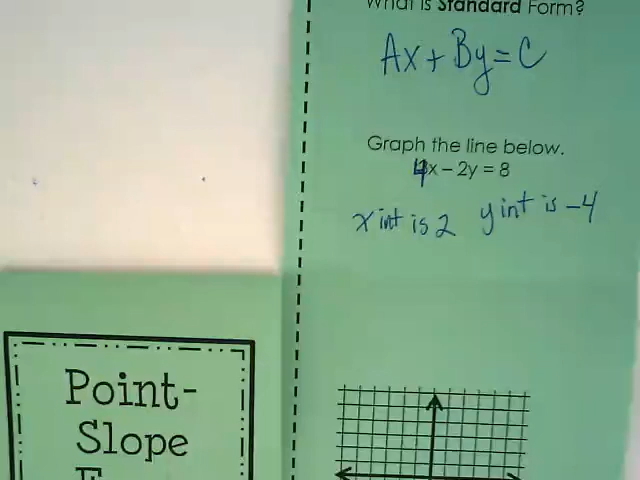 What is Standard Form?
Ax + By = C
Graph the line below.
4x – 2y = 8
x int is 2 y int is -4
Point-
Slope